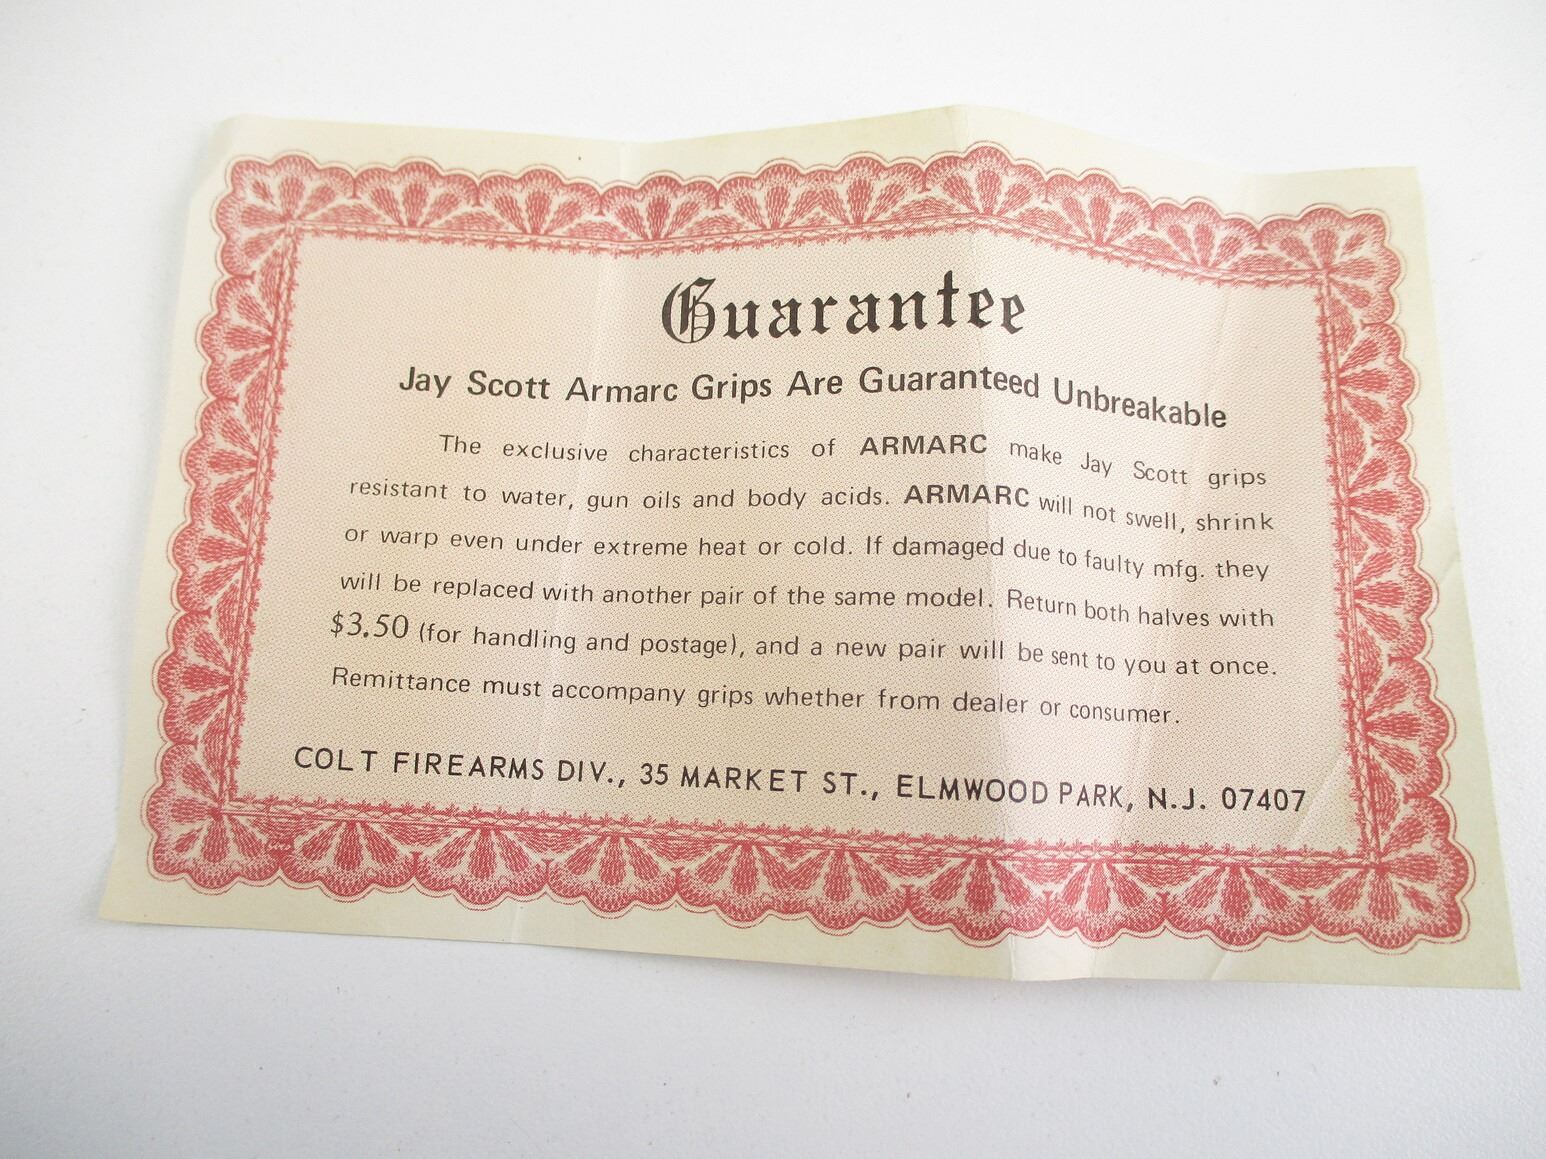 Guarantee
Jay Scott Armarc Grips Are Guaranteed Unbreakable
The exclusive characteristics of ARMARC make Jay Scott grips
resistant to water, gun oils and body acids. ARMARC will not swell, shrink
or warp even under extreme heat or cold. If damaged due to faulty mfg. they
will be replaced with another pair of the same model. Return both halves with
$3.50 (for handling and postage), and a new pair will be sent to you at once.
Remittance must accompany grips whether from dealer or consumer.
COLT FIREARMS DIV., 35 MARKET ST., ELMWOOD PARK, N.J. 07407